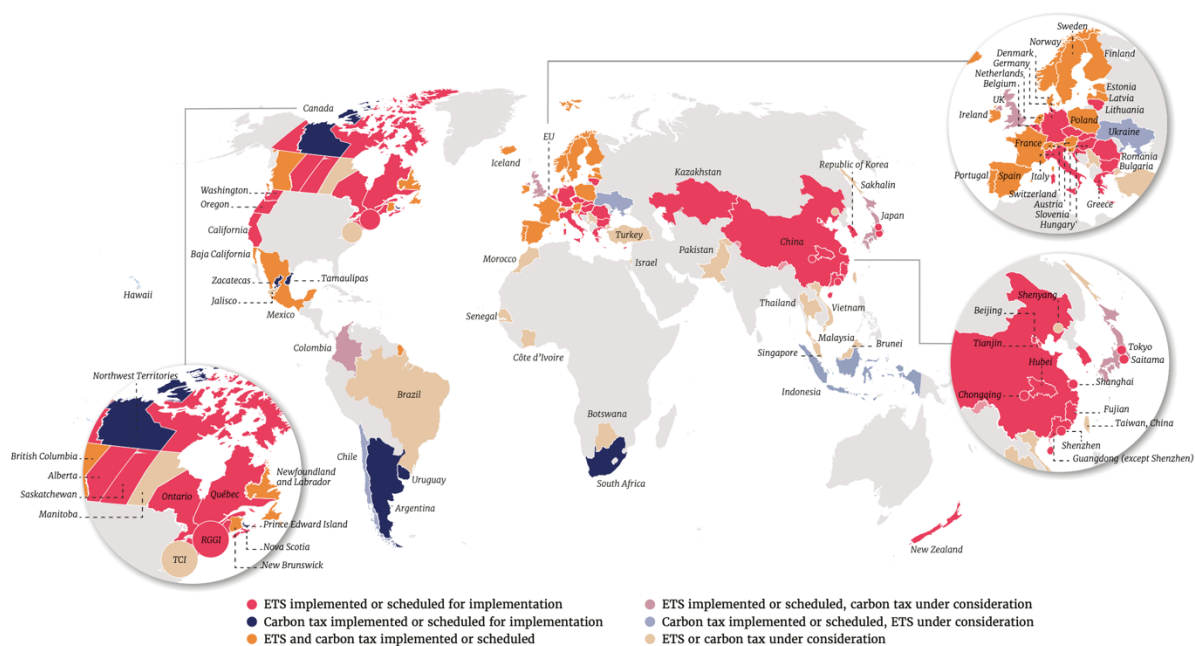 Canada
Washington
Oregon
California
Baja California
Zacatecas
Jalisco
Mexico
Tamaulipas
Hawaii
Colombia
Brazil
Chile
Uruguay
Argentina
Iceland
EU
Morocco
Senegal
Côte d'Ivoire
Turkey
Israel
Botswana
South Africa
Kazakhstan
Pakistan
China
Republic of Korea
Sakhalin
Japan
Thailand
Vietnam
Malaysia
Brunei
Singapore
Indonesia
New Zealand
Northwest Territories
British Columbia
Alberta
Saskatchewan
Manitoba
Ontario
Québec
Newfoundland
and Labrador
Prince Edward Island
Nova Scotia
New Brunswick
RGGI
TCI
Sweden
Norway
Denmark
Germany
Netherlands
Belgium
UK
Ireland
Finland
Estonia
Latvia
Lithuania
Poland
Ukraine
France
Romania
Bulgaria
Portugal
Spain
Italy
Switzerland
Austria
Slovenia
Hungary
Greece
Shenyang
Beijing
Tianjin
Hubei
Chongqing
Tokyo
Saitama
Shanghai
Fujian
Taiwan, China
Shenzhen
Guangdong (except Shenzhen)
ETS implemented or scheduled for implementation
Carbon tax implemented or scheduled for implementation
ETS and carbon tax implemented or scheduled
ETS implemented or scheduled, carbon tax under consideration
Carbon tax implemented or scheduled, ETS under consideration
ETS or carbon tax under consideration